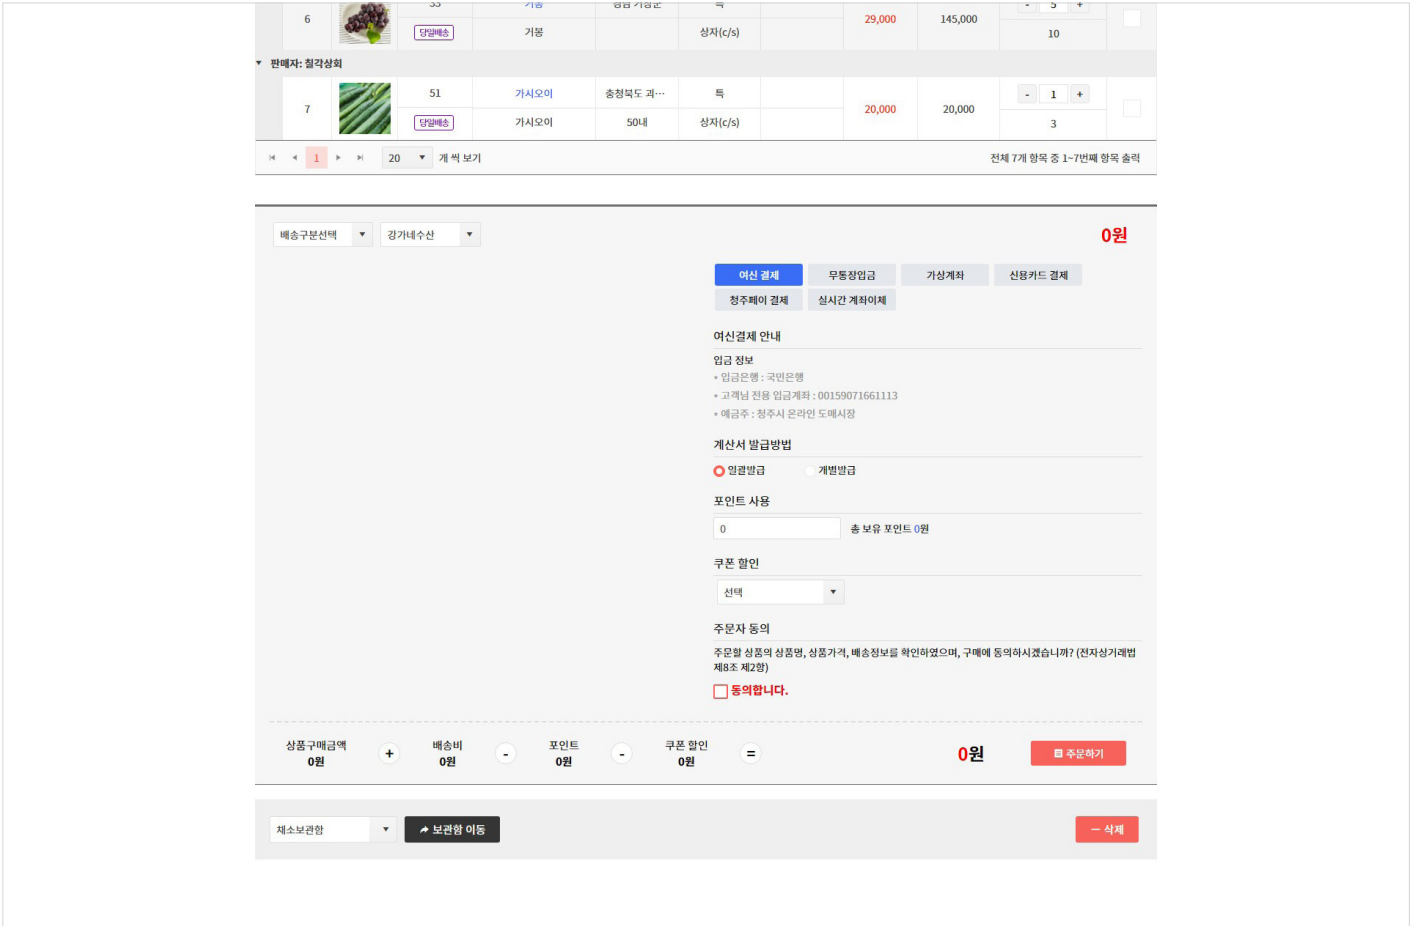 6 당일배송 거봉 상자(c/s) 29,000 145,000 - 5 + 10
판매자: 칠각상회
7 51 가시오이 충청북도 괴… 특 20,000 20,000 - 1 +
당일배송 가시오이 50내 상자(c/s) 3
1 20 개 씩 보기 전체 7개 항목 중 1~7번째 항목 출력
배송구분선택 강가네수산 0원
여신 결제 무통장입금 가상계좌 신용카드 결제
청주페이 결제 실시간 계좌이체
여신결제 안내
입금 정보
• 입금은행 : 국민은행
• 고객님 전용 입금계좌 : 00159071661113
• 예금주 : 청주시 온라인 도매시장
계산서 발급방법
일괄발급 개별발급
포인트 사용
0 총 보유 포인트 0원
쿠폰 할인
선택
주문자 동의
주문할 상품의 상품명, 상품가격, 배송정보를 확인하였으며, 구매에 동의하시겠습니까? (전자상거래법
제8조 제2항)
동의합니다.
상품구매금액 + 배송비 - 포인트 - 쿠폰 할인 = 0원 주문하기
0원 0원 0원 0원
채소보관함 보관함 이동 삭제